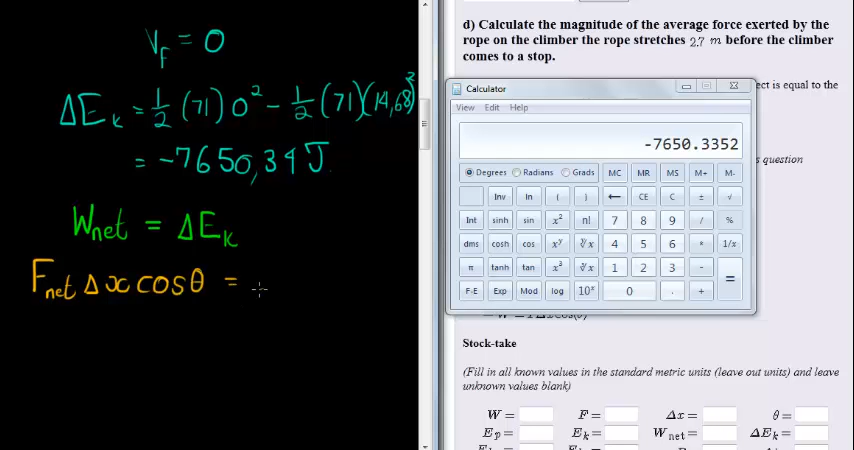 V_F = 0
ΔE_k = 1/2 (71) 0² - 1/2 (71)(14,68)²
= -7650,34 J
W_net = ΔE_k
F_net Δx cosθ =
d) Calculate the magnitude of the average force exerted by the
rope on the climber the rope stretches 2.7 m before the climber
comes to a stop.
ect is equal to the
s question
Calculator
View Edit Help
-7650.3352
Degrees Radians Grads MC MR MS M+ M-
Inv ln ( ) ← CE C ± √
Int sinh sin x² n! 7 8 9 / %
dms cosh cos xʸ ʸ√x 4 5 6 * 1/x
π tanh tan x³ ³√x 1 2 3 - =
F-E Exp Mod log 10ˣ 0 . +
Stock-take
(Fill in all known values in the standard metric units (leave out units) and leave
unknown values blank)
W = F = Δx = θ =
E_p = E_k = W_net = ΔE_k =